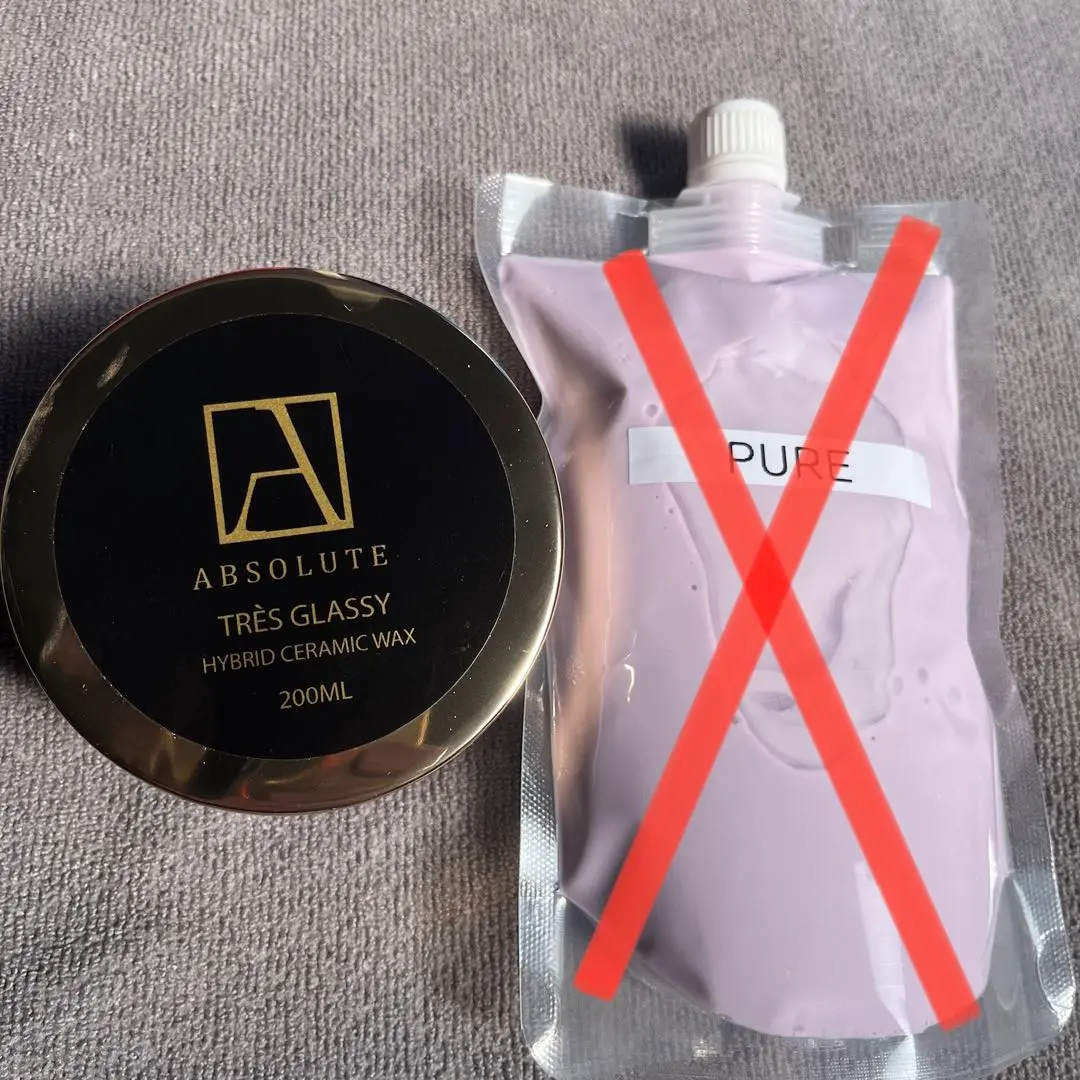 ABSOLUTE
TRÈS GLASSY
HYBRID CERAMIC WAX
200ML
PURE